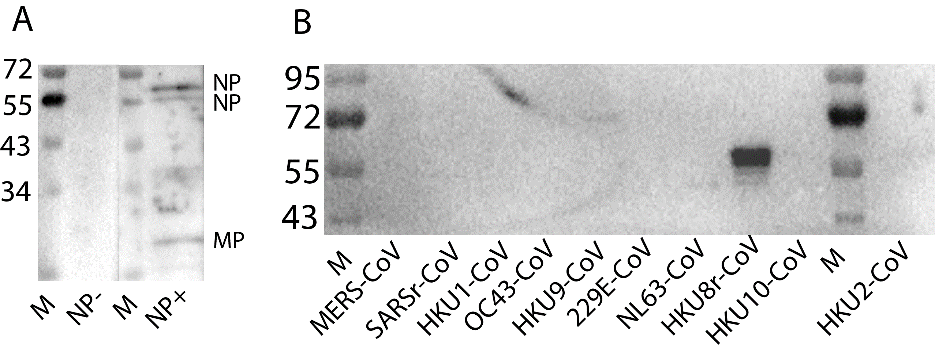 A
72
55
43
34
NP
NP
MP
M
NP-
M
NP+
B
95
72
55
43
M
MERS-CoV
SARSr-CoV
HKU1-CoV
OC43-CoV
HKU9-CoV
229E-CoV
NL63-CoV
HKU8r-CoV
HKU10-CoV
M
HKU2-CoV